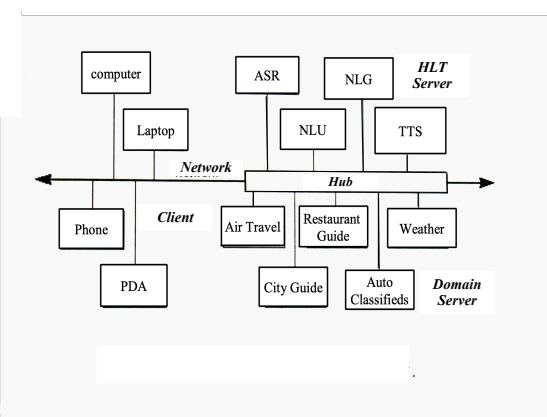 computer
ASR
NLG
HLT
Server
Laptop
NLU
TTS
Network
Hub
Phone
Client
Air Travel
Restaurant
Guide
Weather
PDA
City Guide
Auto
Classifieds
Domain
Server
.